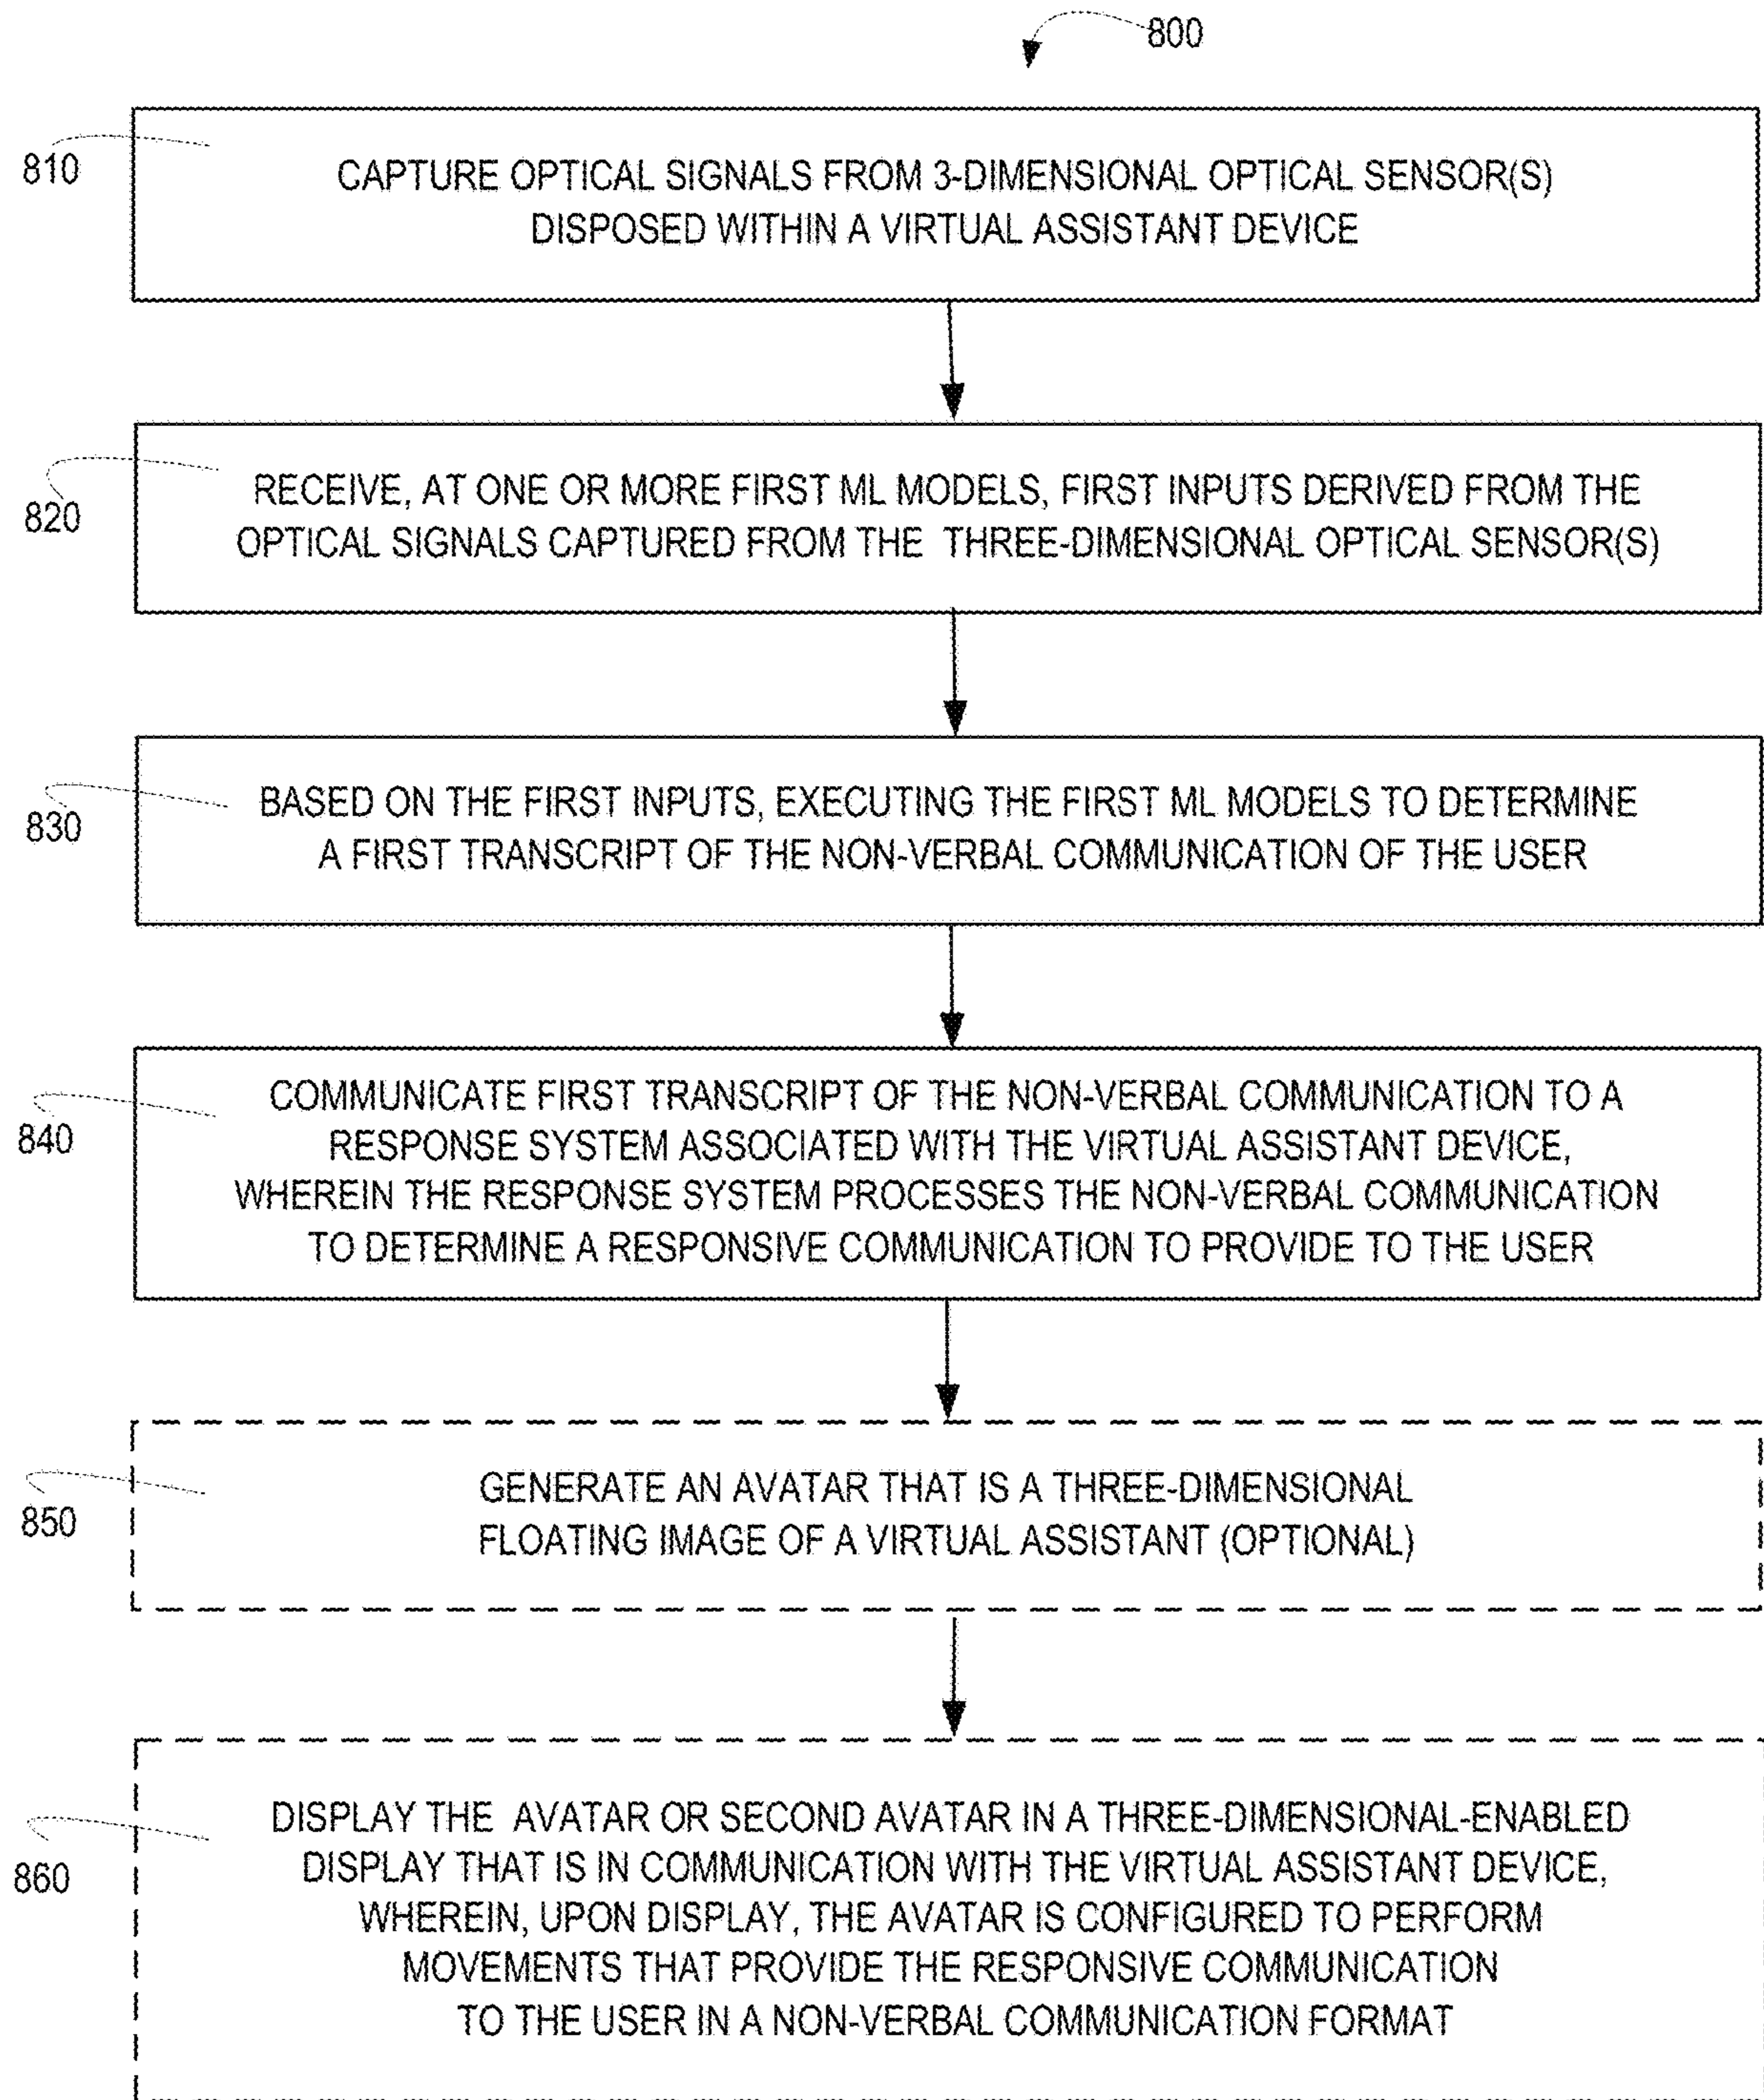 800
810
CAPTURE OPTICAL SIGNALS FROM 3-DIMENSIONAL OPTICAL SENSOR(S)
DISPOSED WITHIN A VIRTUAL ASSISTANT DEVICE
820
RECEIVE, AT ONE OR MORE FIRST ML MODELS, FIRST INPUTS DERIVED FROM THE
OPTICAL SIGNALS CAPTURED FROM THE THREE-DIMENSIONAL OPTICAL SENSOR(S)
830
BASED ON THE FIRST INPUTS, EXECUTING THE FIRST ML MODELS TO DETERMINE
A FIRST TRANSCRIPT OF THE NON-VERBAL COMMUNICATION OF THE USER
840
COMMUNICATE FIRST TRANSCRIPT OF THE NON-VERBAL COMMUNICATION TO A
RESPONSE SYSTEM ASSOCIATED WITH THE VIRTUAL ASSISTANT DEVICE,
WHEREIN THE RESPONSE SYSTEM PROCESSES THE NON-VERBAL COMMUNICATION
TO DETERMINE A RESPONSIVE COMMUNICATION TO PROVIDE TO THE USER
850
GENERATE AN AVATAR THAT IS A THREE-DIMENSIONAL
FLOATING IMAGE OF A VIRTUAL ASSISTANT (OPTIONAL)
860
DISPLAY THE AVATAR OR SECOND AVATAR IN A THREE-DIMENSIONAL-ENABLED
DISPLAY THAT IS IN COMMUNICATION WITH THE VIRTUAL ASSISTANT DEVICE,
WHEREIN, UPON DISPLAY, THE AVATAR IS CONFIGURED TO PERFORM
MOVEMENTS THAT PROVIDE THE RESPONSIVE COMMUNICATION
TO THE USER IN A NON-VERBAL COMMUNICATION FORMAT